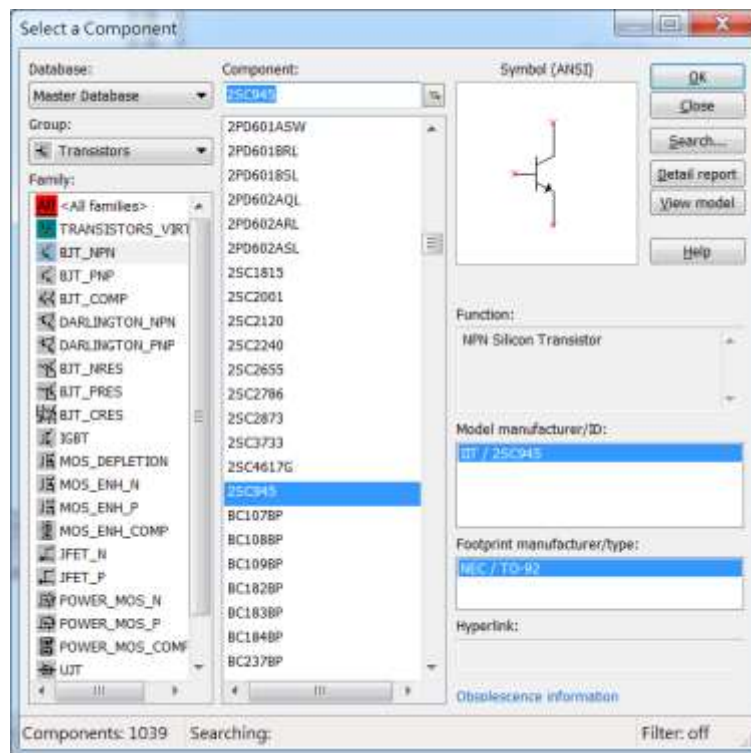 Select a Component
Database:
Master Database
Group:
Transistors
Family:
All <All families>
TRANSISTORS_VIRT
BJT_NPN
BJT_PNP
BJT_COMP
DARLINGTON_NPN
DARLINGTON_PNP
BJT_NRES
BJT_PRES
BJT_CRES
IGBT
MOS_DEPLETION
MOS_ENH_N
MOS_ENH_P
MOS_ENH_COMP
JFET_N
JFET_P
POWER_MOS_N
POWER_MOS_P
POWER_MOS_COMP
UJT
Component:
2SC945
2PD601ASW
2PD601BRL
2PD601BSL
2PD602AQL
2PD602ARL
2PD602ASL
2SC1815
2SC2001
2SC2120
2SC2240
2SC2655
2SC2786
2SC2873
2SC3733
2SC4617G
2SC945
BC107BP
BC108BP
BC109BP
BC182BP
BC183BP
BC184BP
BC237BP
Symbol (ANSI)
OK
Close
Search...
Detail report
View model
Help
Function:
NPN Silicon Transistor
Model manufacturer/ID:
IIT / 2SC945
Footprint manufacturer/type:
NEC / TO-92
Hyperlink:
Obsolescence information
Components: 1039
Searching:
Filter: off